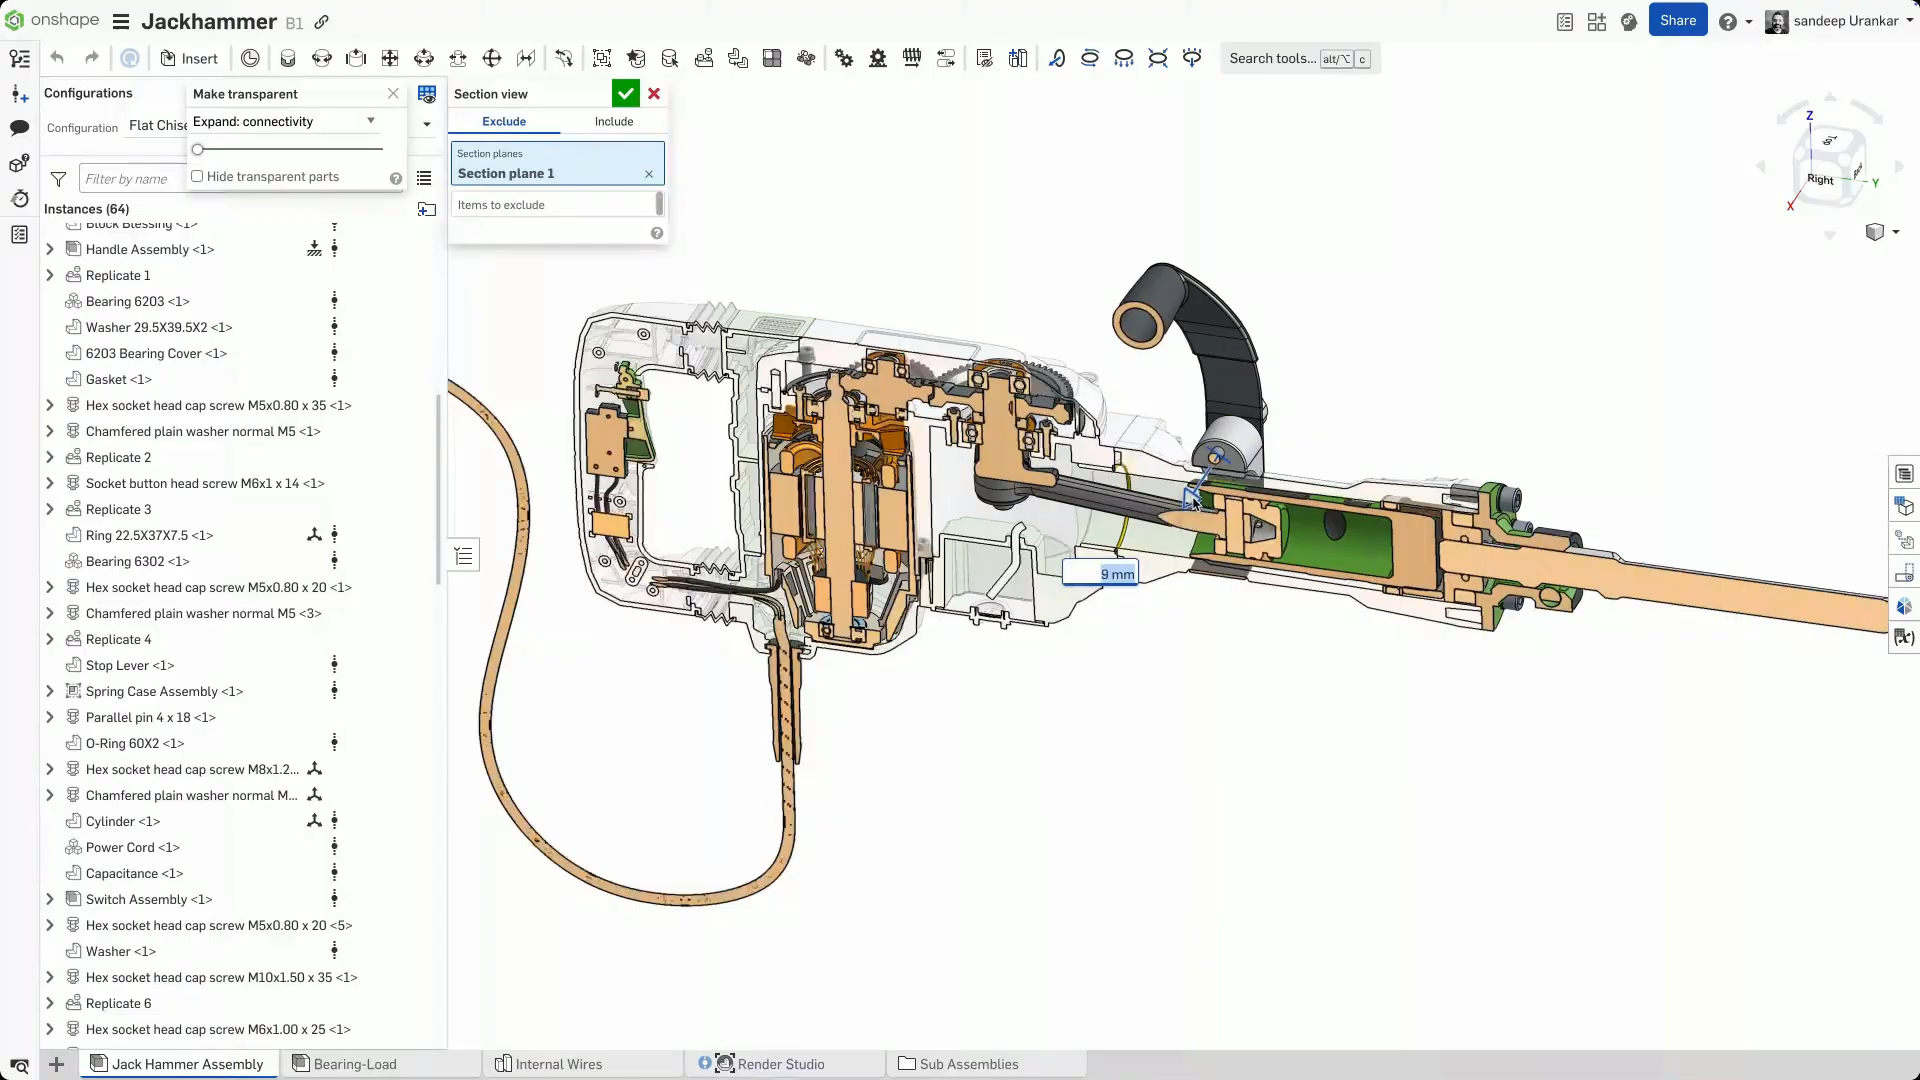 onshape
Jackhammer B1
Share
sandeep Urankar
Insert
Search tools... alt/⌥ c
Configurations
Configuration Flat Chise
Make transparent
Expand: connectivity
Hide transparent parts
Filter by name
Section view
Exclude
Include
Section planes
Section plane 1
Items to exclude
Instances (64)
Block Blessing <1>
Handle Assembly <1>
Replicate 1
Bearing 6203 <1>
Washer 29.5X39.5X2 <1>
6203 Bearing Cover <1>
Gasket <1>
Hex socket head cap screw M5x0.80 x 35 <1>
Chamfered plain washer normal M5 <1>
Replicate 2
Socket button head screw M6x1 x 14 <1>
Replicate 3
Ring 22.5X37X7.5 <1>
Bearing 6302 <1>
Hex socket head cap screw M5x0.80 x 20 <1>
Chamfered plain washer normal M5 <3>
Replicate 4
Stop Lever <1>
Spring Case Assembly <1>
Parallel pin 4 x 18 <1>
O-Ring 60X2 <1>
Hex socket head cap screw M8x1.2...
Chamfered plain washer normal M...
Cylinder <1>
Power Cord <1>
Capacitance <1>
Switch Assembly <1>
Hex socket head cap screw M5x0.80 x 20 <5>
Washer <1>
Hex socket head cap screw M10x1.50 x 35 <1>
Replicate 6
Hex socket head cap screw M6x1.00 x 25 <1>
9 mm
Z
Right
Y
X
Jack Hammer Assembly
Bearing-Load
Internal Wires
Render Studio
Sub Assemblies